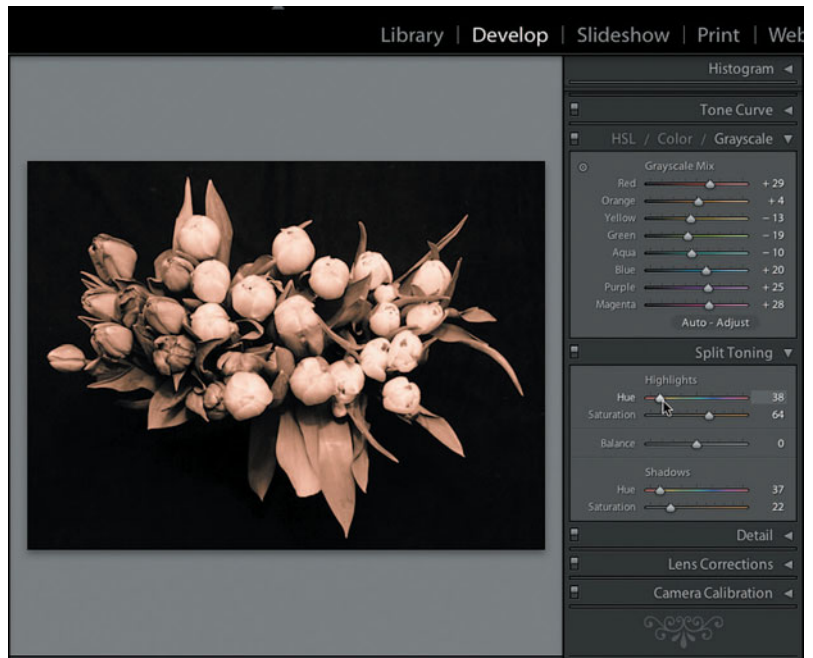 Library | Develop | Slideshow | Print | Web
Histogram
Tone Curve
HSL / Color / Grayscale
Grayscale Mix
Red + 29
Orange + 4
Yellow − 13
Green − 19
Aqua − 10
Blue + 20
Purple + 25
Magenta + 28
Auto - Adjust
Split Toning
Highlights
Hue 38
Saturation 64
Balance 0
Shadows
Hue 37
Saturation 22
Detail
Lens Corrections
Camera Calibration